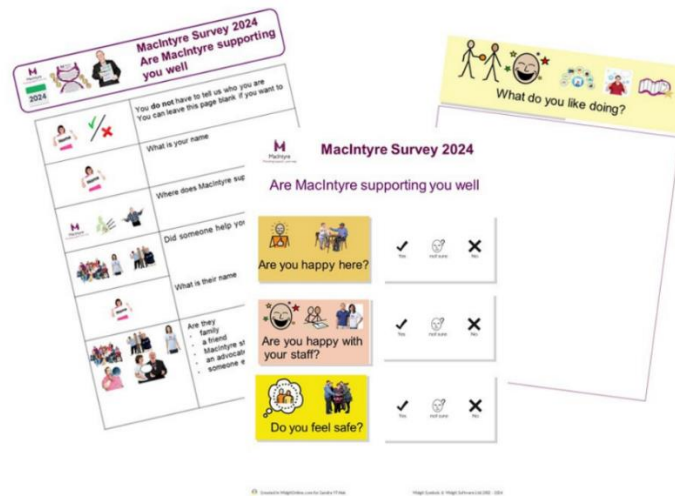 MacIntyre Survey 2024
Are MacIntyre supporting
you well
2024
You do not have to tell us who you are
You can leave this page blank if you want to
What is your name
Where does MacIntyre sup
Did someone help you
What is their name
Are they
family
a friend
MacIntyre st
an advocate
someone e
What do you like doing?
MacIntyre
MacIntyre Survey 2024
Are MacIntyre supporting you well
Are you happy here?
Yes
not sure
No
Are you happy with
your staff?
Yes
not sure
No
Do you feel safe?
Yes
not sure
No